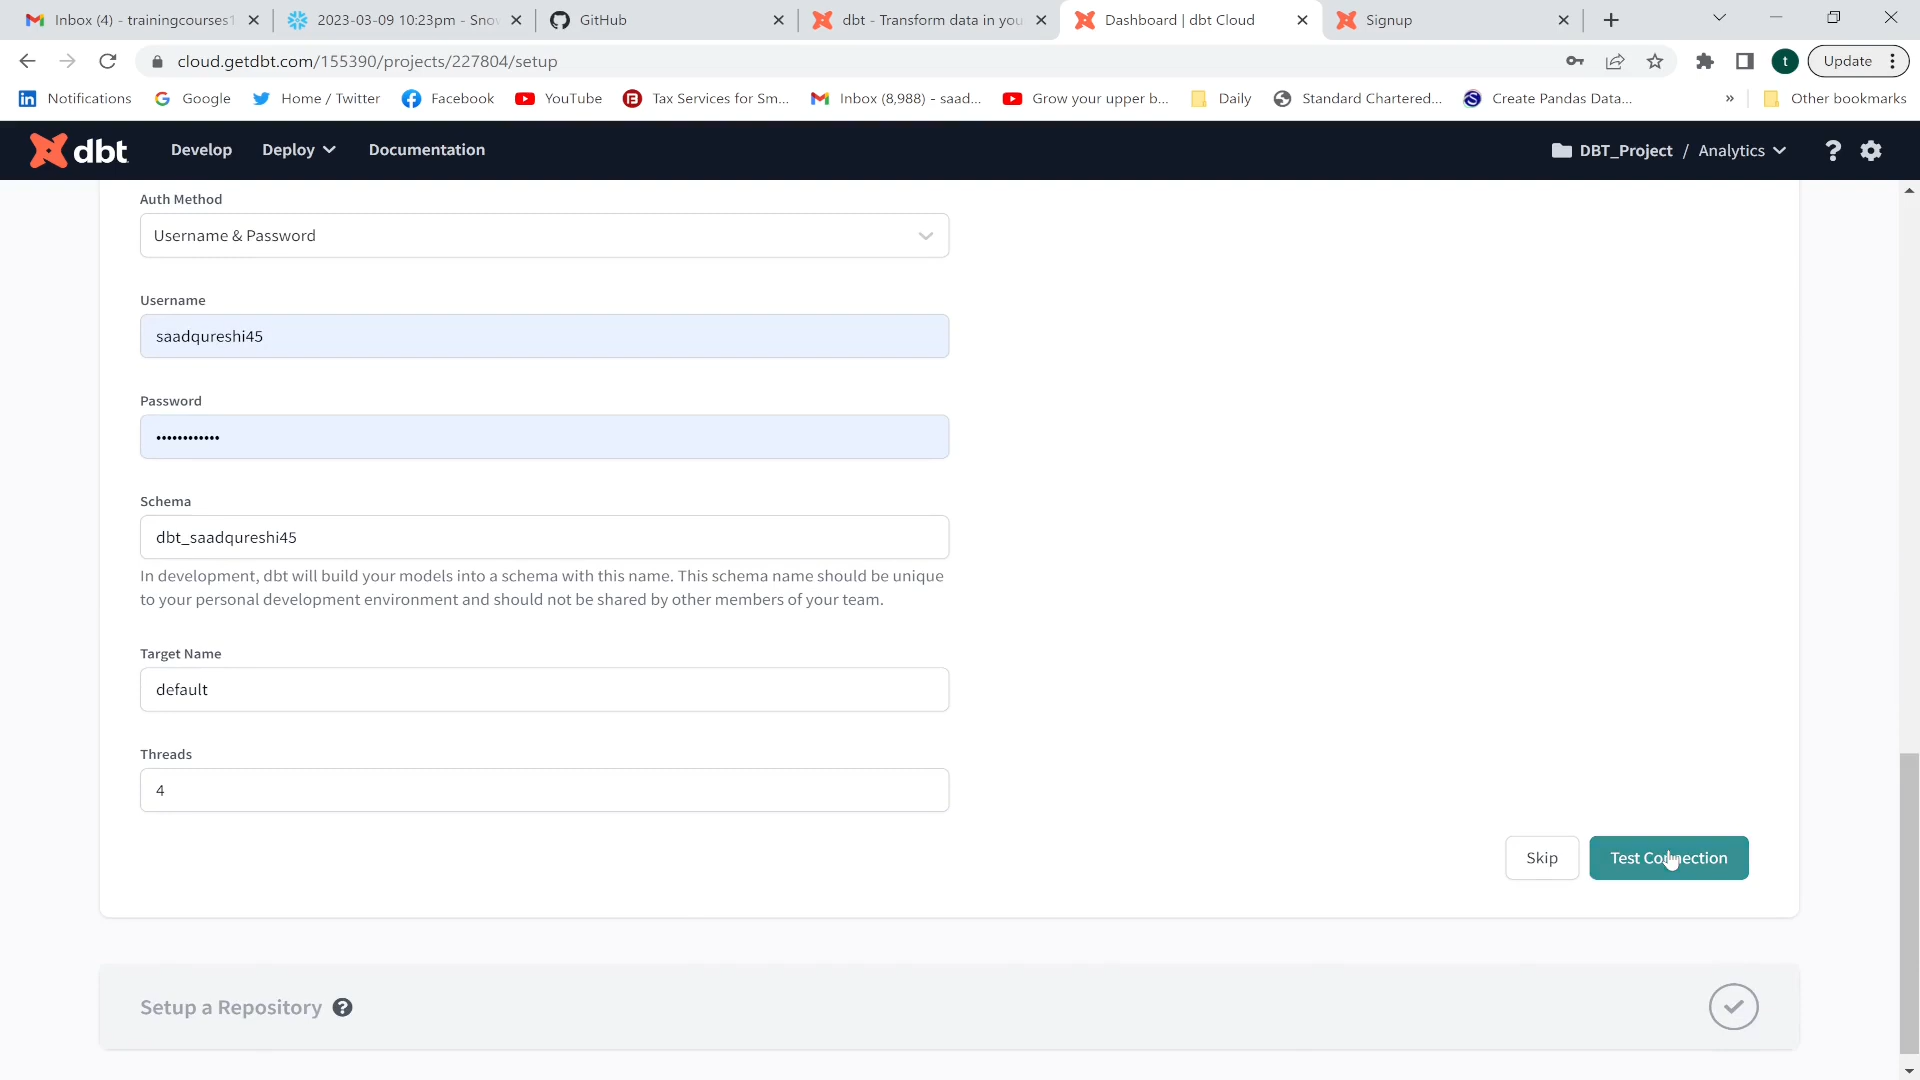 Inbox (4) - trainingcourses1
2023-03-09 10:23pm - Snow
GitHub
dbt - Transform data in you
Dashboard | dbt Cloud
Signup
cloud.getdbt.com/155390/projects/227804/setup
t
Update
Notifications
Google
Home / Twitter
Facebook
YouTube
Tax Services for Sm...
Inbox (8,988) - saad...
Grow your upper b...
Daily
Standard Chartered...
Create Pandas Data...
»
Other bookmarks
dbt
Develop
Deploy
Documentation
DBT_Project / Analytics
?
Auth Method
Username & Password
Username
saadqureshi45
Password
••••••••••••
Schema
dbt_saadqureshi45
In development, dbt will build your models into a schema with this name. This schema name should be unique
to your personal development environment and should not be shared by other members of your team.
Target Name
default
Threads
4
Skip
Test Connection
Setup a Repository ?